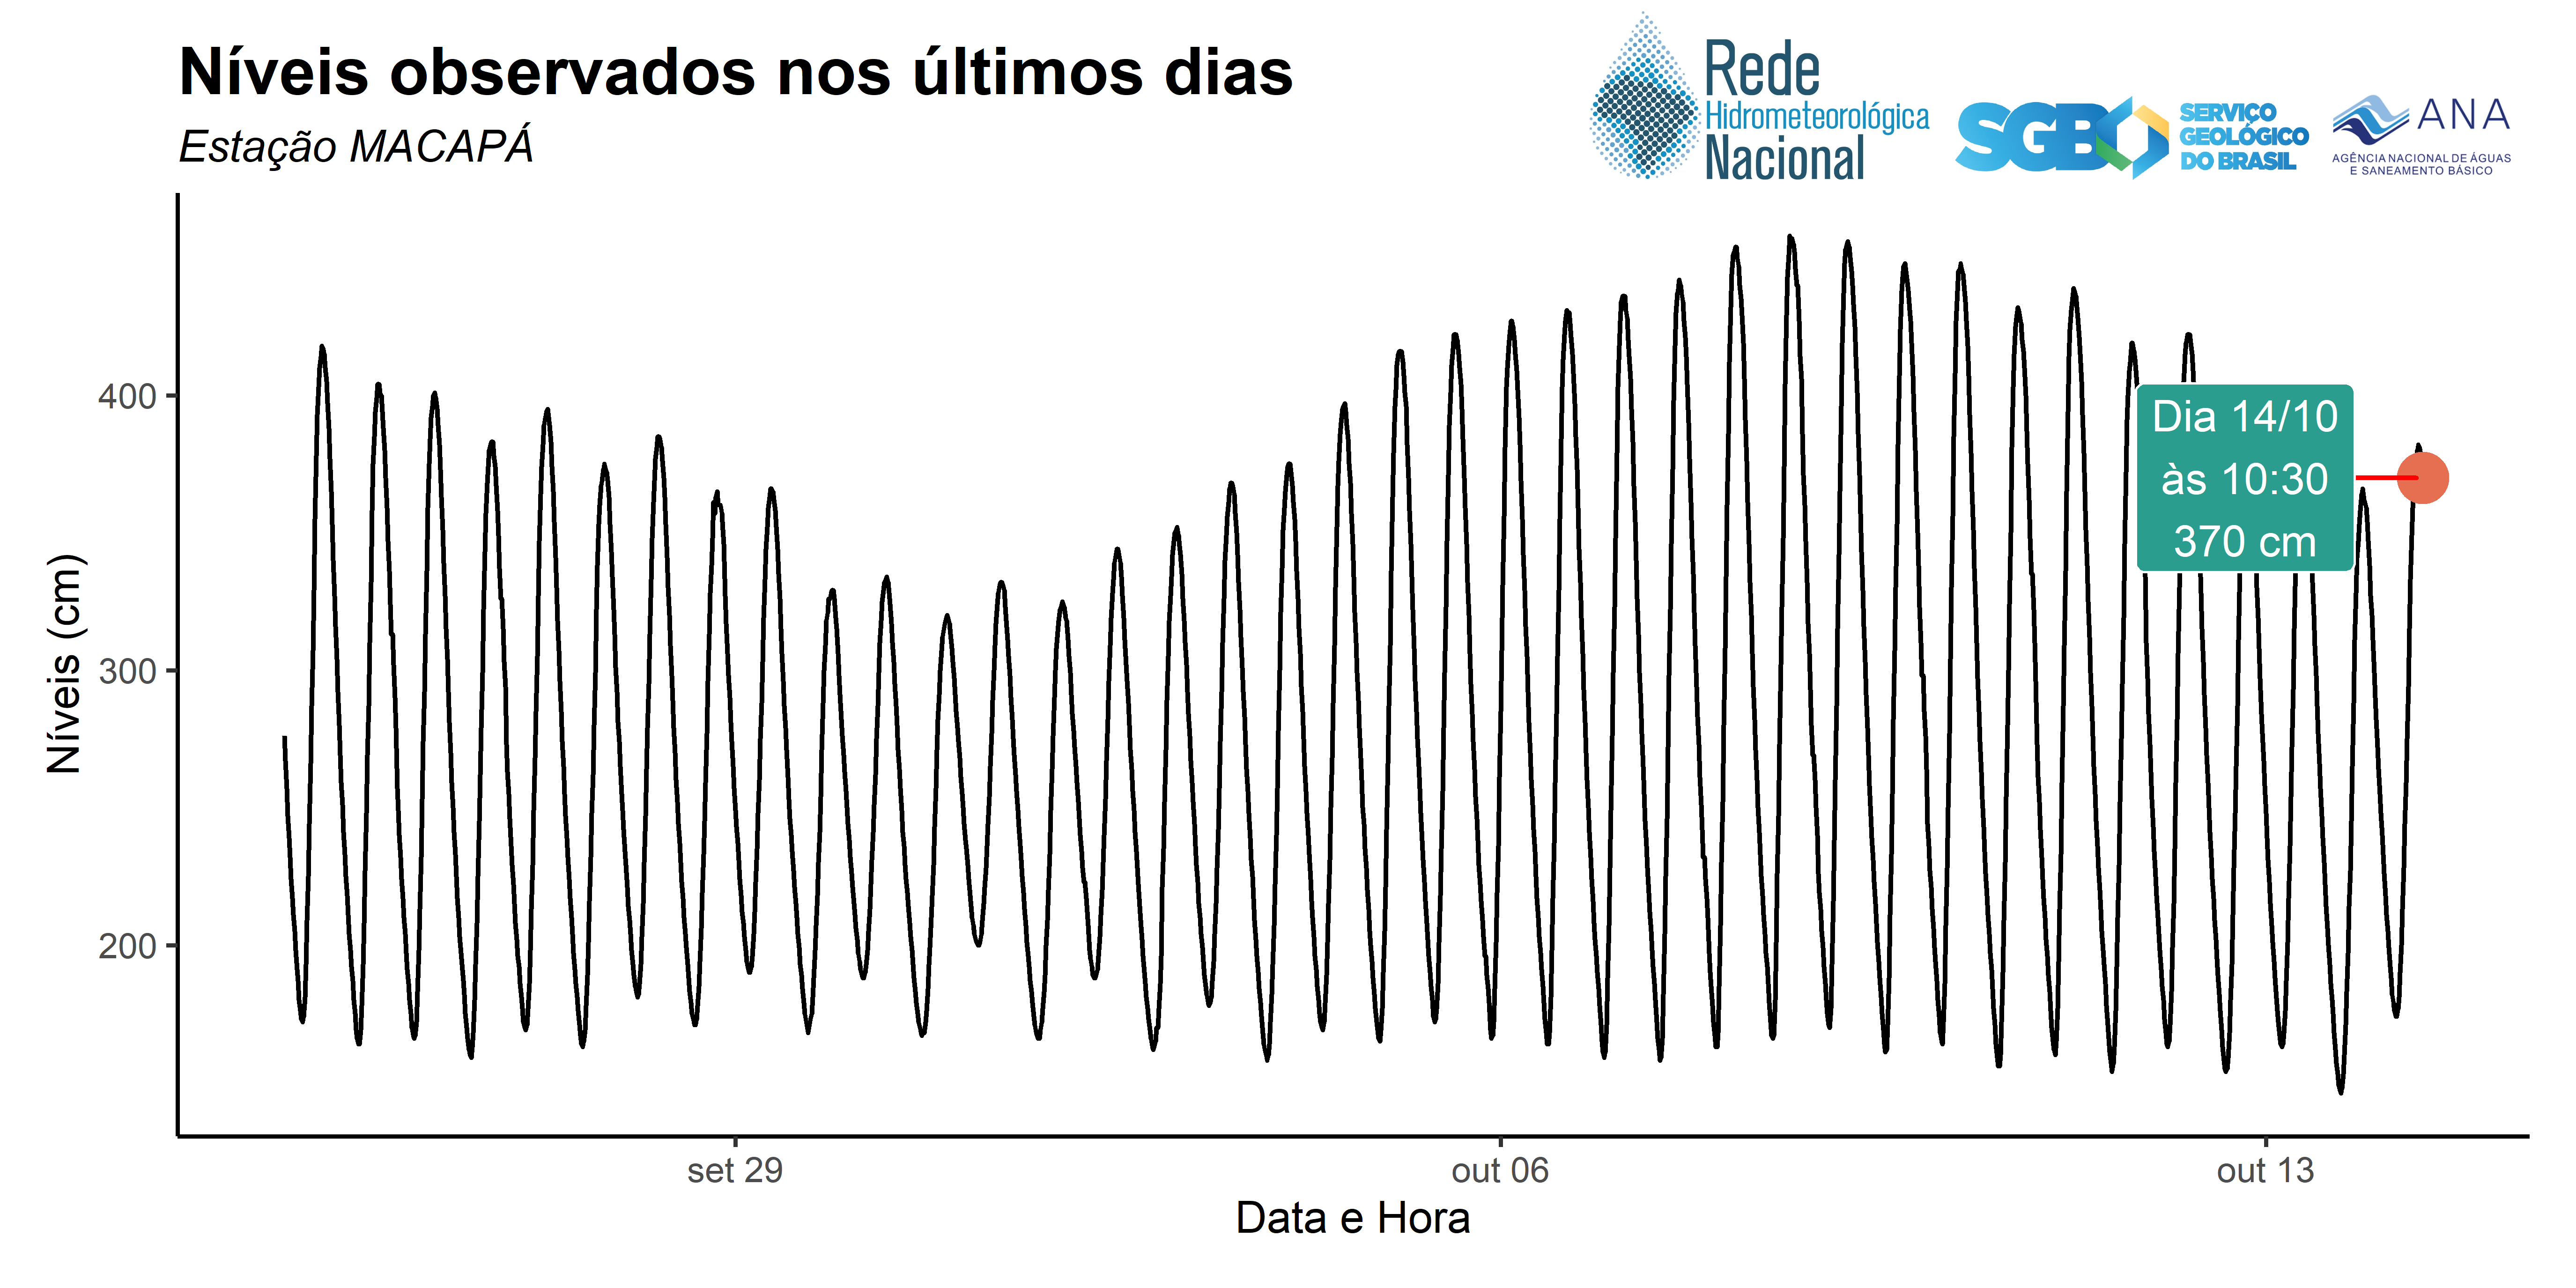 Níveis observados nos últimos dias
Estação MACAPÁ
Rede
Hidrometeorológica
Nacional
SGB
SERVIÇO
GEOLÓGICO
DO BRASIL
ANA
AGÊNCIA NACIONAL DE ÁGUAS
E SANEAMENTO BÁSICO
Níveis (cm)
400
300
200
Dia 14/10
às 10:30
370 cm
set 29
out 06
out 13
Data e Hora